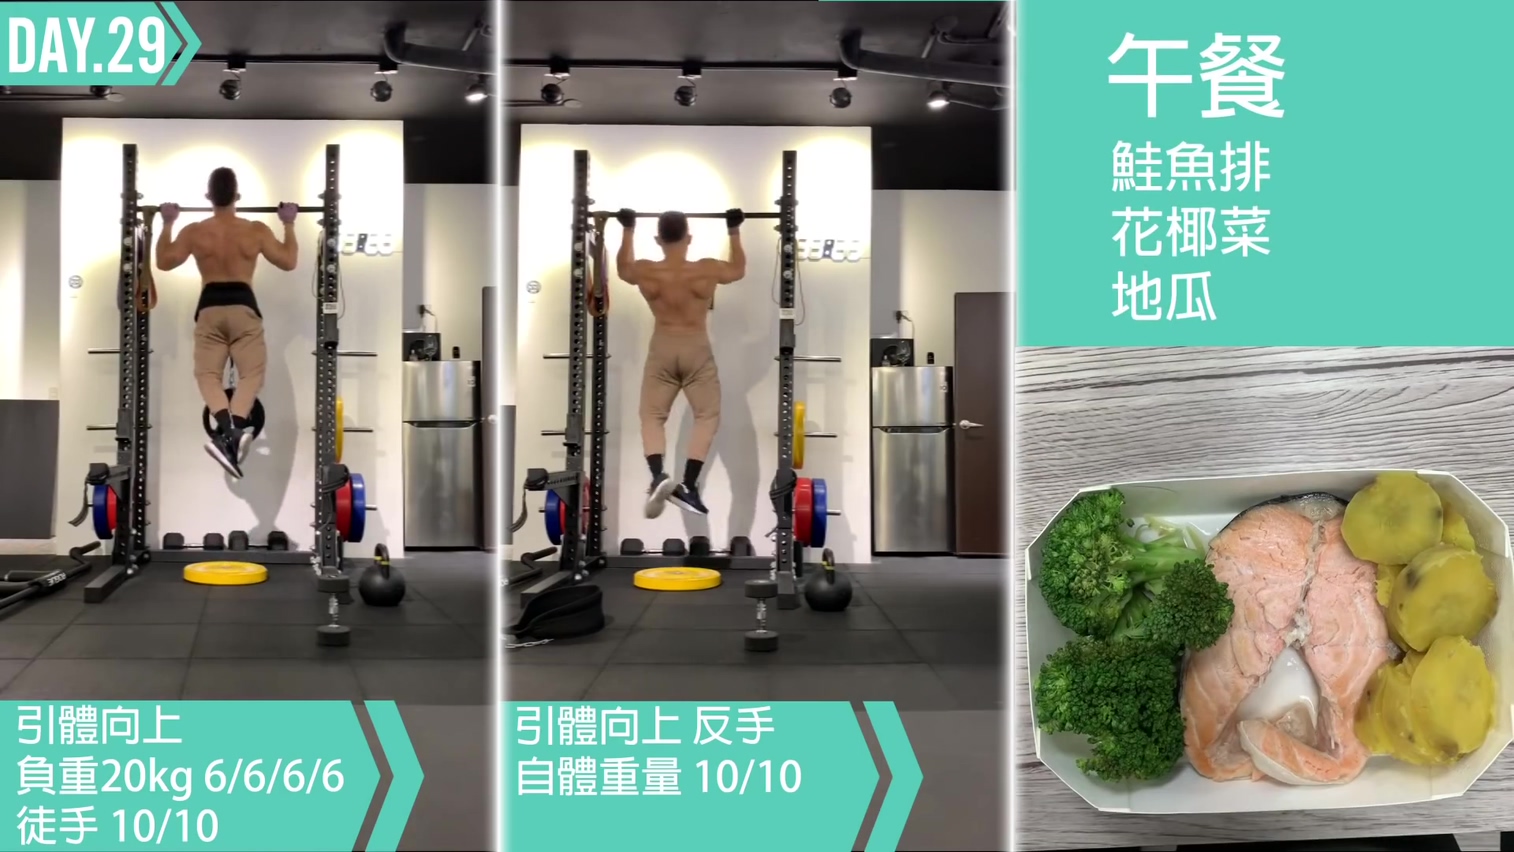 DAY.29
引體向上
負重20kg 6/6/6/6
徒手 10/10
引體向上 反手
自體重量 10/10
午餐
鮭魚排
花椰菜
地瓜